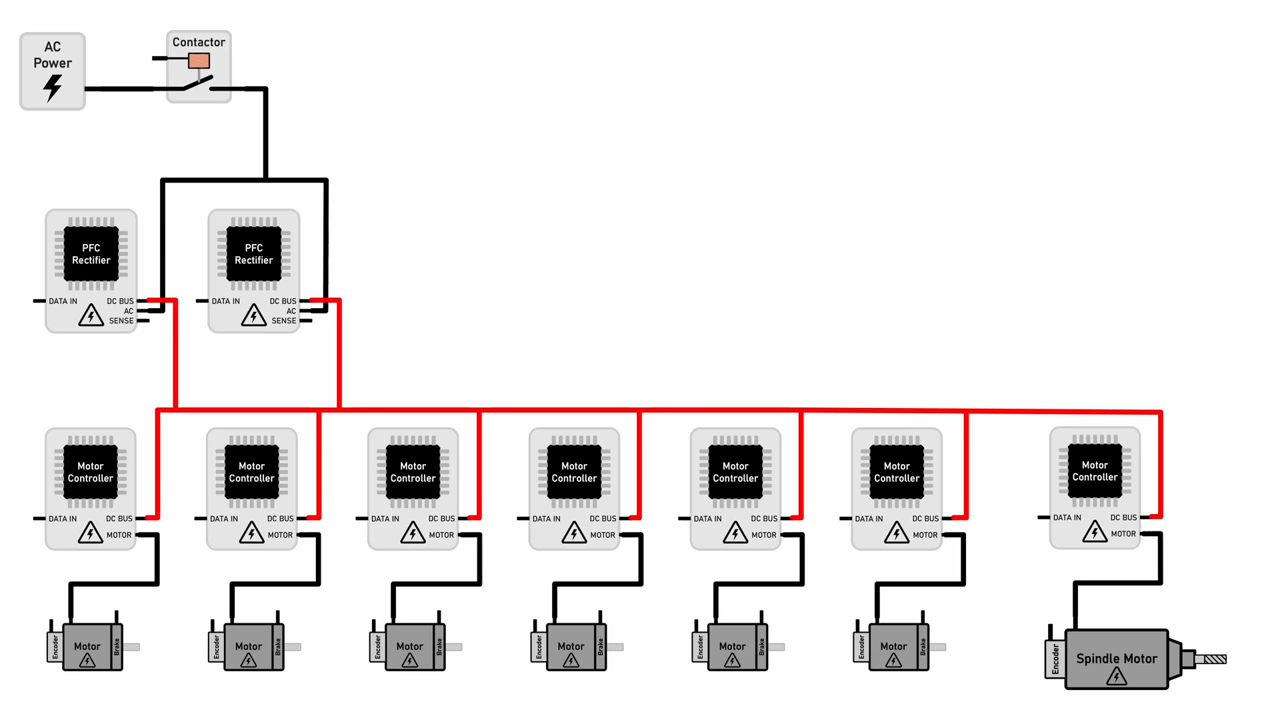 AC
Power
Contactor
PFC
Rectifier
DATA IN
DC BUS
AC
SENSE
PFC
Rectifier
DATA IN
DC BUS
AC
SENSE
Motor
Controller
DATA IN
DC BUS
MOTOR
Motor
Controller
DATA IN
DC BUS
MOTOR
Motor
Controller
DATA IN
DC BUS
MOTOR
Motor
Controller
DATA IN
DC BUS
MOTOR
Motor
Controller
DATA IN
DC BUS
MOTOR
Motor
Controller
DATA IN
DC BUS
MOTOR
Motor
Controller
DATA IN
DC BUS
MOTOR
Encoder
Motor
Brake
Encoder
Motor
Brake
Encoder
Motor
Brake
Encoder
Motor
Brake
Encoder
Motor
Brake
Encoder
Motor
Brake
Encoder
Spindle Motor